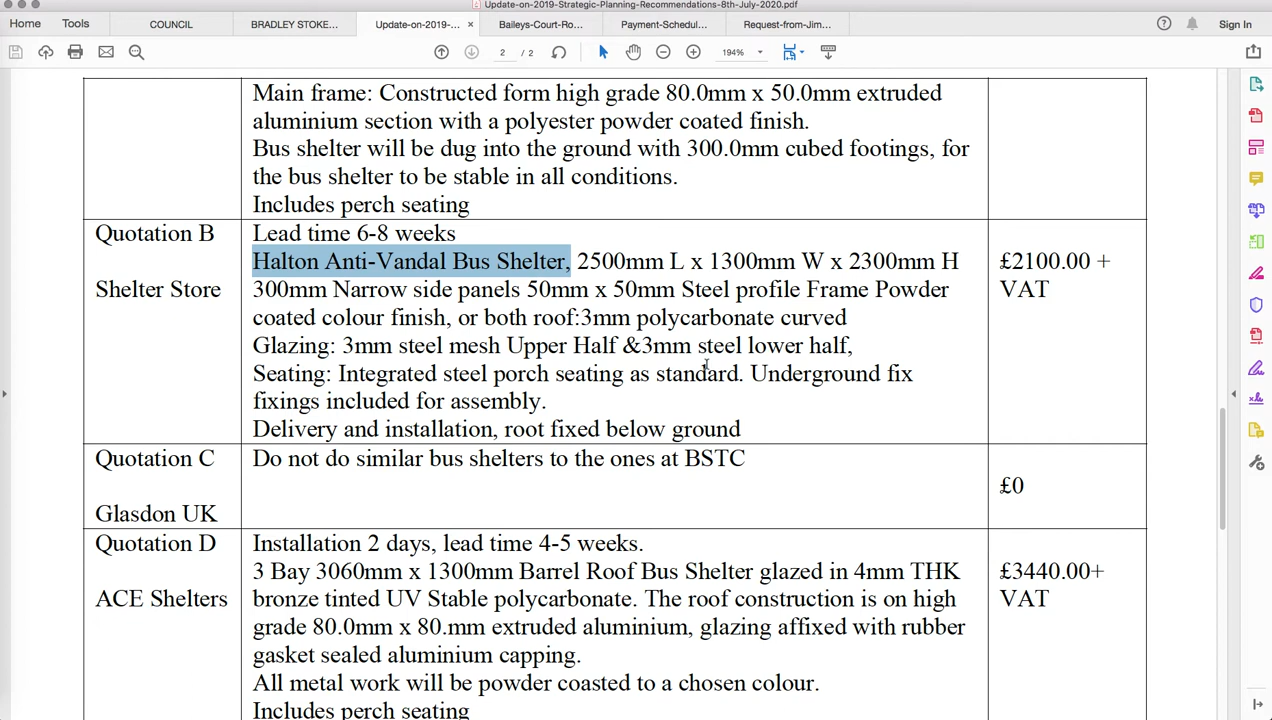 Update-on-2019-Strategic-Planning-Recommendations-8th-July-2020.pdf
Home Tools COUNCIL BRADLEY STOKE... Update-on-2019-... × Baileys-Court-Ro... Payment-Schedul... Request-from-Jim... Sign In
2 / 2 194%
Main frame: Constructed form high grade 80.0mm x 50.0mm extruded
aluminium section with a polyester powder coated finish.
Bus shelter will be dug into the ground with 300.0mm cubed footings, for
the bus shelter to be stable in all conditions.
Includes perch seating
Quotation B
Shelter Store
Lead time 6-8 weeks
Halton Anti-Vandal Bus Shelter, 2500mm L x 1300mm W x 2300mm H
300mm Narrow side panels 50mm x 50mm Steel profile Frame Powder
coated colour finish, or both roof:3mm polycarbonate curved
Glazing: 3mm steel mesh Upper Half &3mm steel lower half,
Seating: Integrated steel porch seating as standard. Underground fix
fixings included for assembly.
Delivery and installation, root fixed below ground
£2100.00 +
VAT
Quotation C
Glasdon UK
Do not do similar bus shelters to the ones at BSTC
£0
Quotation D
ACE Shelters
Installation 2 days, lead time 4-5 weeks.
3 Bay 3060mm x 1300mm Barrel Roof Bus Shelter glazed in 4mm THK
bronze tinted UV Stable polycarbonate. The roof construction is on high
grade 80.0mm x 80.mm extruded aluminium, glazing affixed with rubber
gasket sealed aluminium capping.
All metal work will be powder coasted to a chosen colour.
Includes perch seating
£3440.00+
VAT